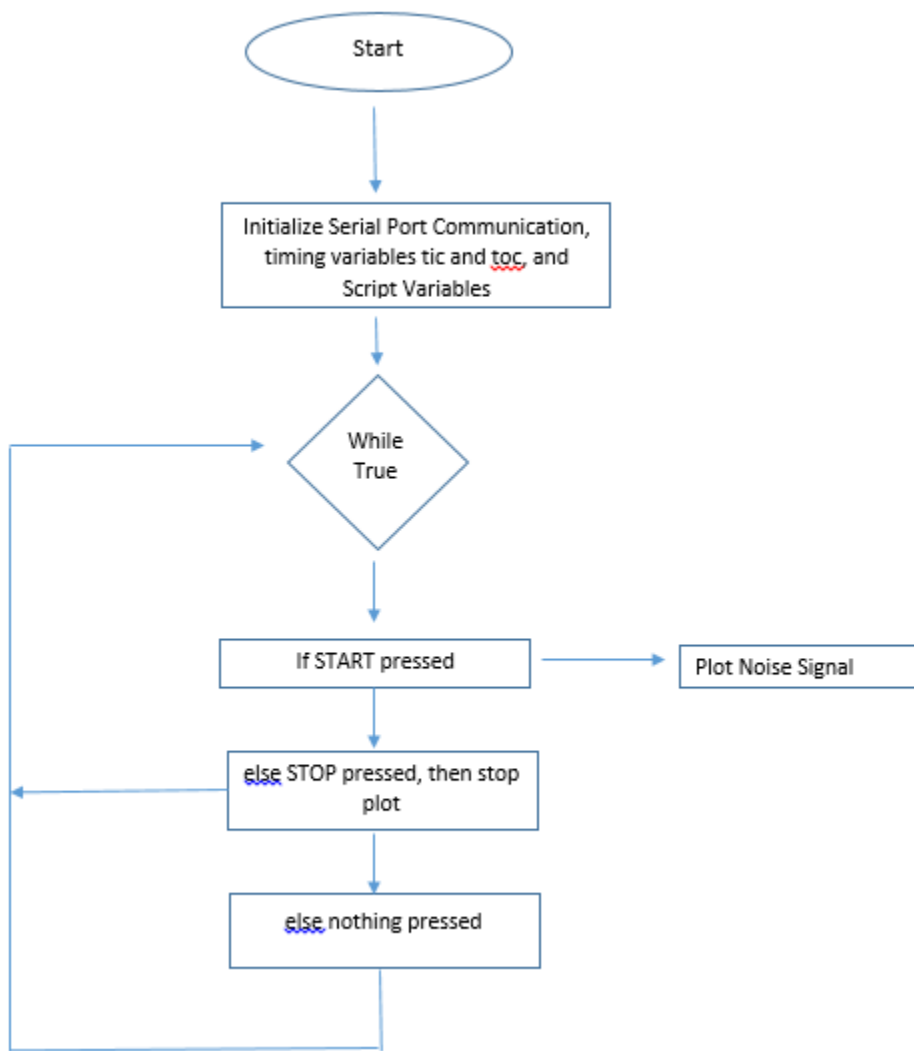 Start
Initialize Serial Port Communication,
timing variables tic and toc, and
Script Variables
While
True
If START pressed
Plot Noise Signal
else STOP pressed, then stop
plot
else nothing pressed